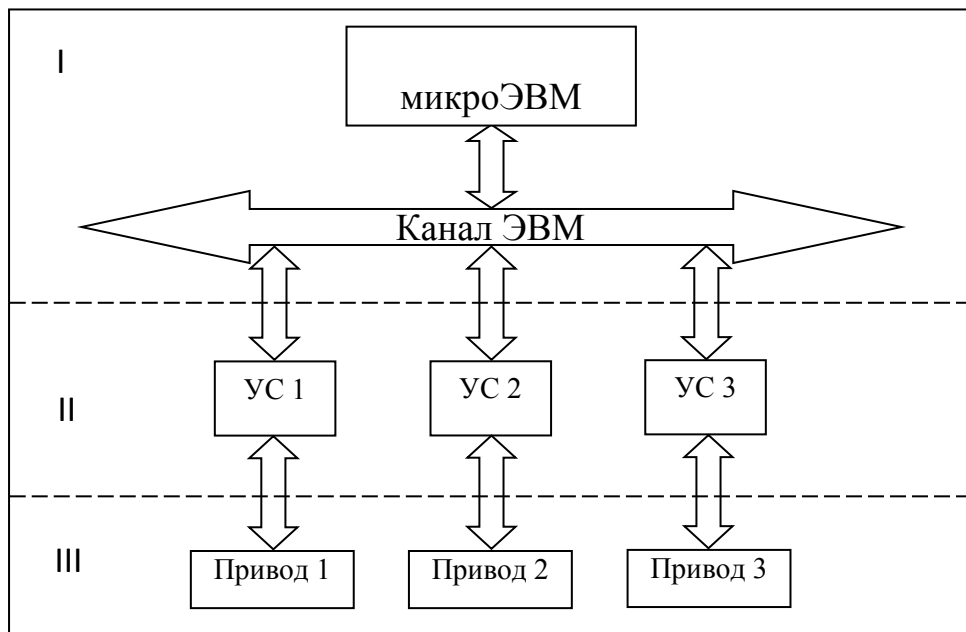 I
микроЭВМ
Канал ЭВМ
II
УС 1
УС 2
УС 3
III
Привод 1
Привод 2
Привод 3